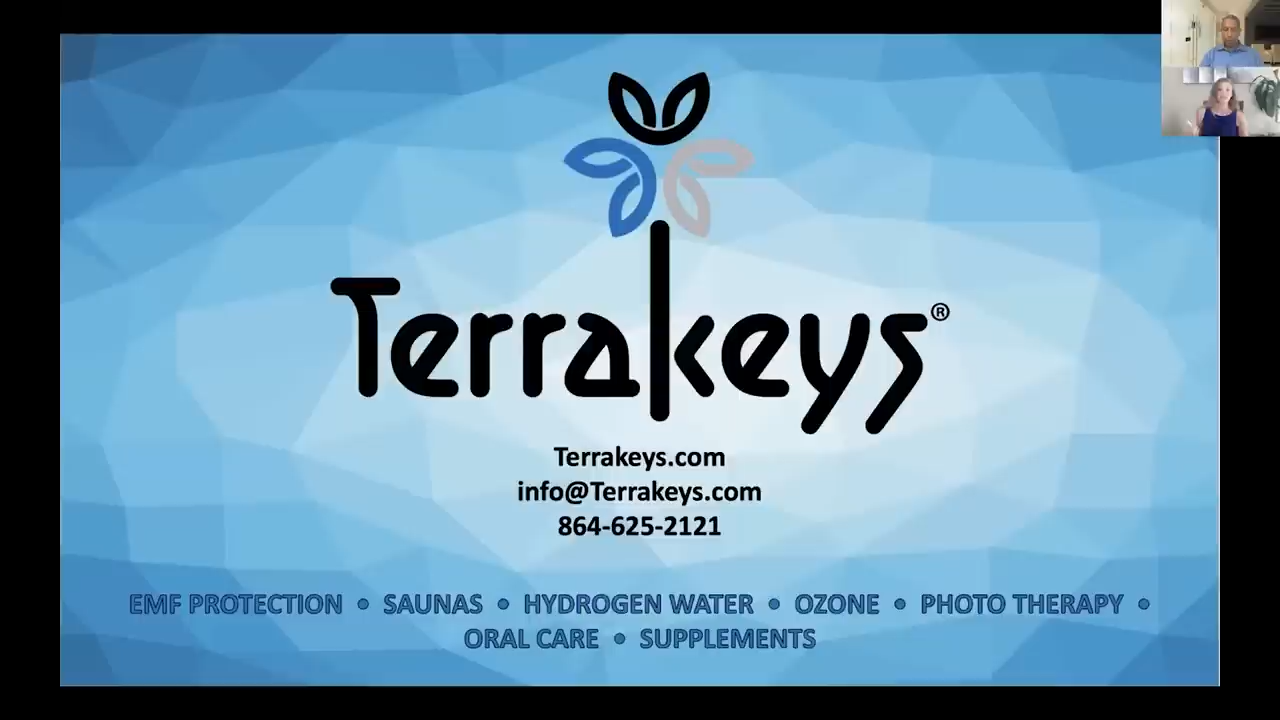 Terrakeys®
Terrakeys.com
info@Terrakeys.com
864-625-2121
EMF PROTECTION • SAUNAS • HYDROGEN WATER • OZONE • PHOTO THERAPY •
ORAL CARE • SUPPLEMENTS